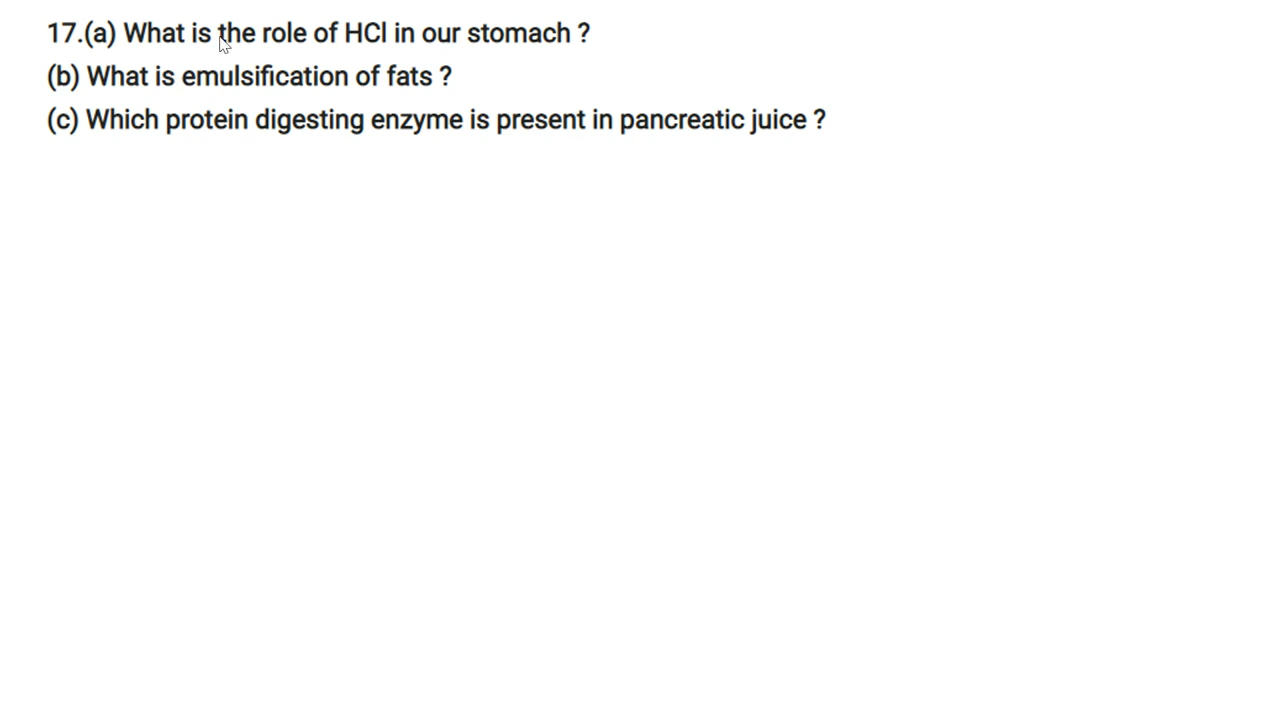 17.(a) What is the role of HCl in our stomach ?
(b) What is emulsification of fats ?
(c) Which protein digesting enzyme is present in pancreatic juice ?